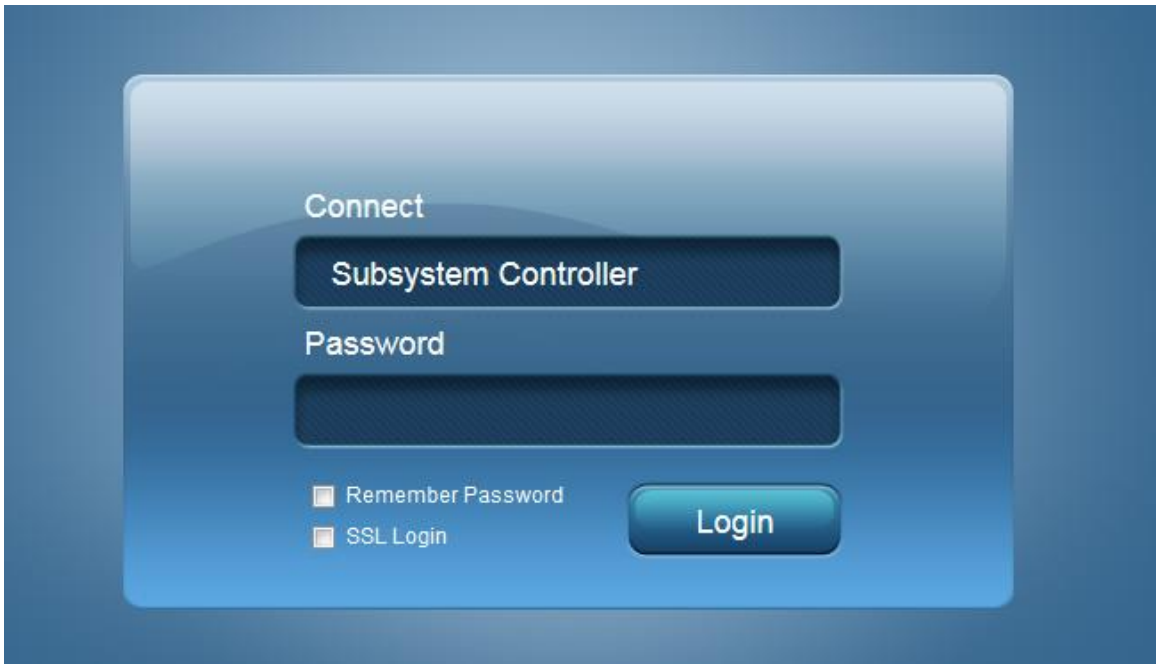 Connect
Subsystem Controller
Password
Remember Password
SSL Login
Login